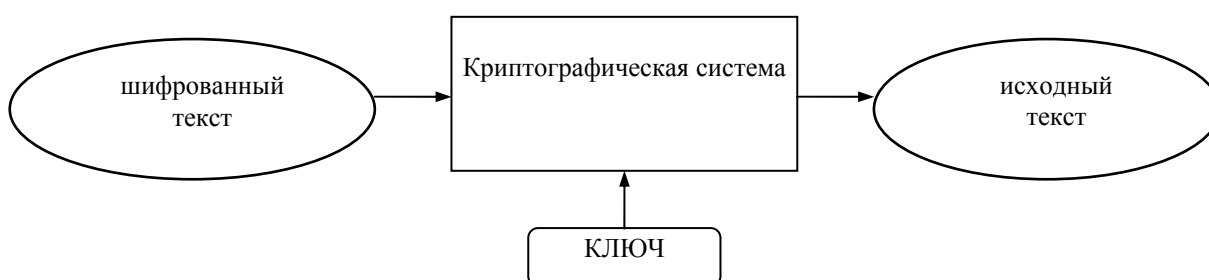 шифрованный
текст
Криптографическая система
исходный
текст
КЛЮЧ